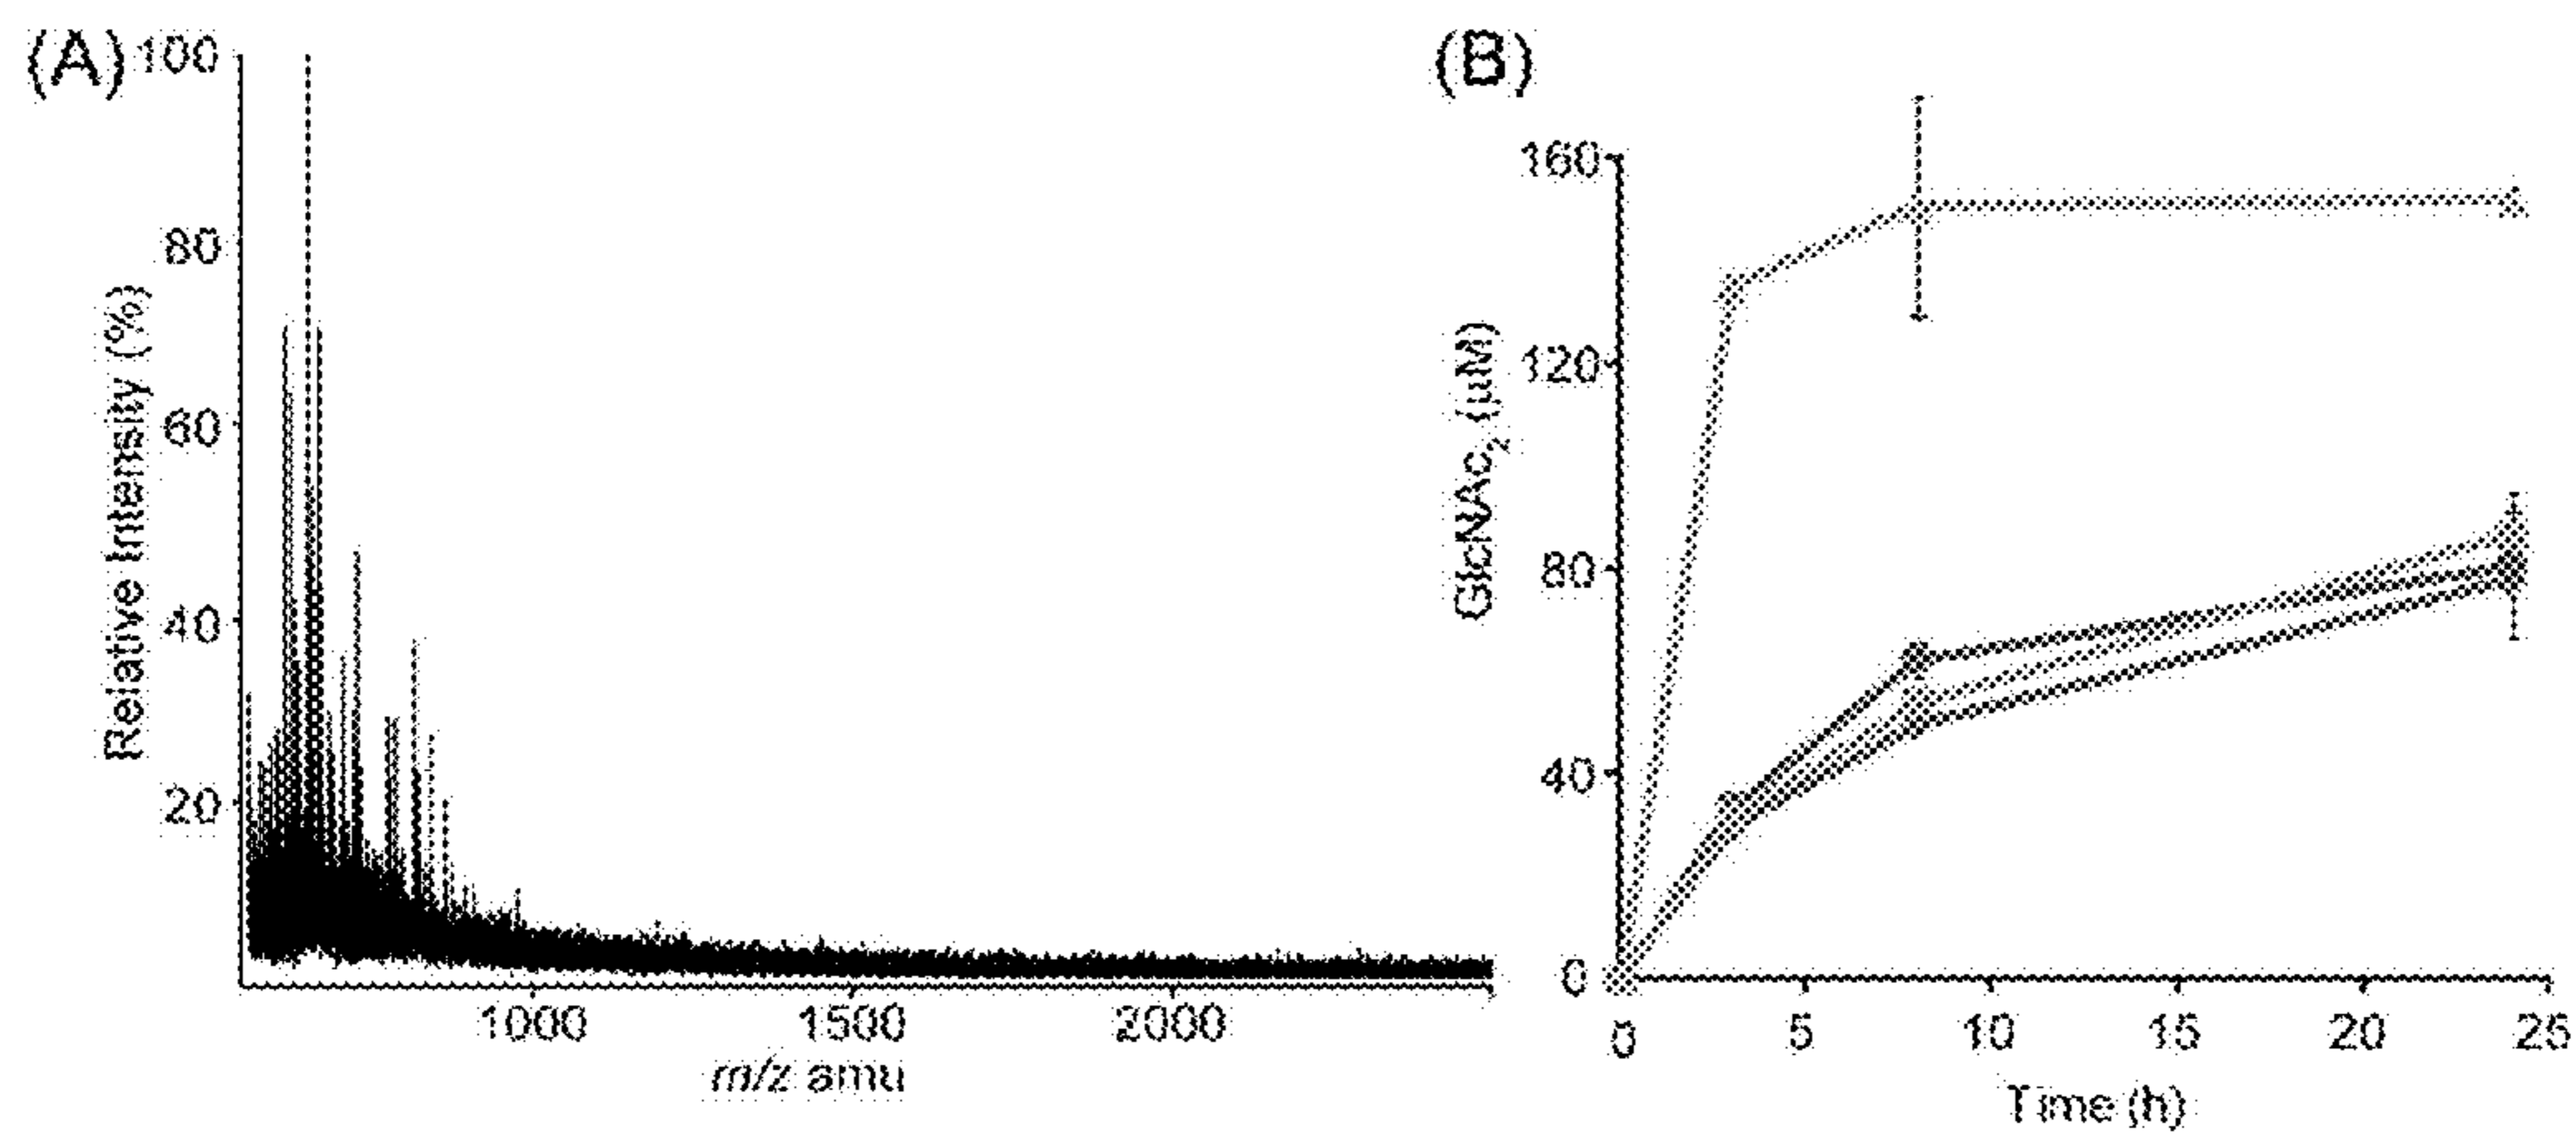 (A)
100
80
60
40
20
Relative Intensity (%)
1000 1500 2000
m/z amu
(B)
160
120
80
40
0
GlcNAc₂ (µM)
0 5 10 15 20 25
Time (h)